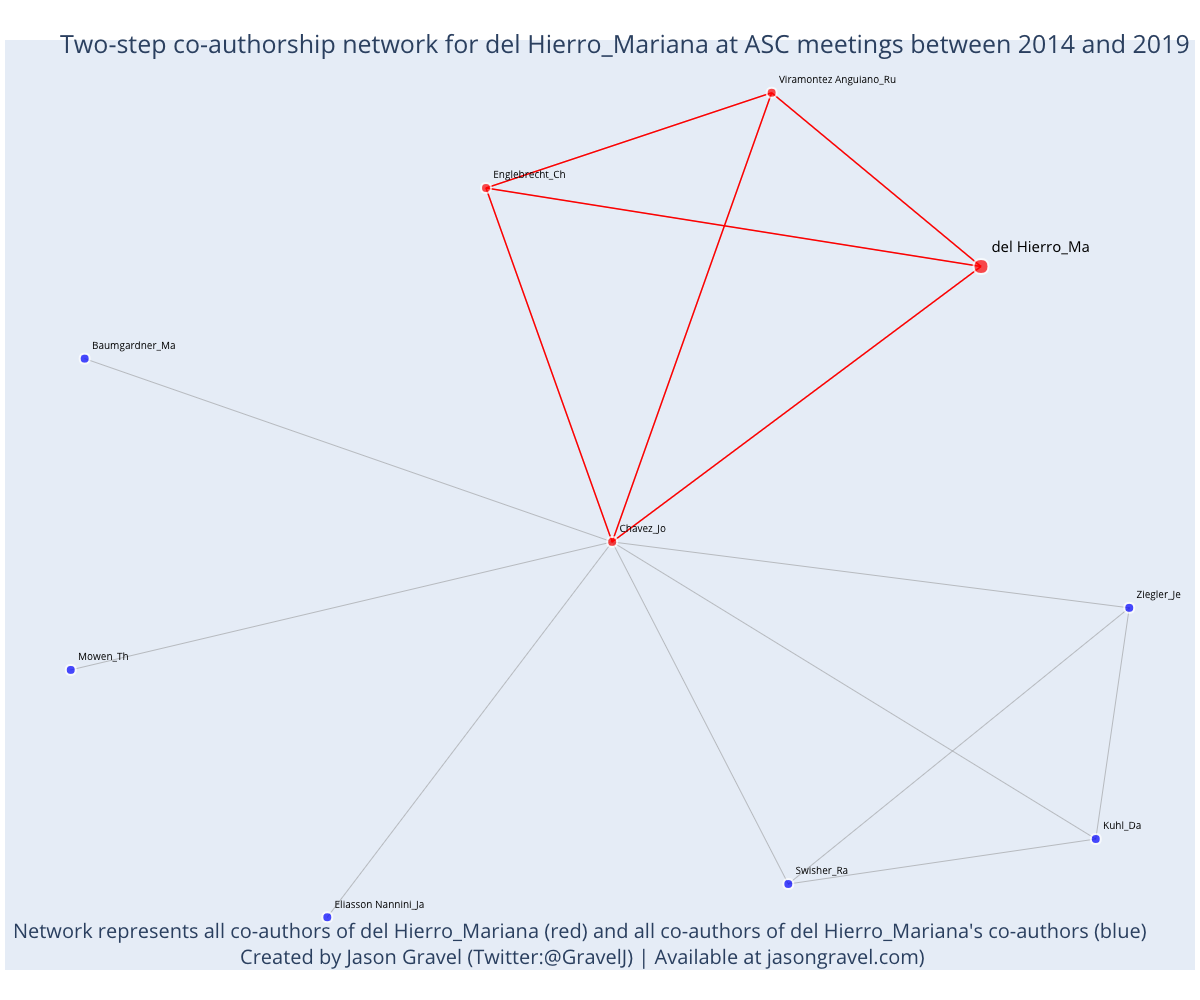 Two-step co-authorship network for del Hierro_Mariana at ASC meetings between 2014 and 2019
Viramontez Anguiano_Ru
Englebrecht_Ch
del Hierro_Ma
Baumgardner_Ma
Chavez_Jo
Ziegler_Je
Mowen_Th
Kuhl_Da
Swisher_Ra
Eliasson Nannini_Ja
Network represents all co-authors of del Hierro_Mariana (red) and all co-authors of del Hierro_Mariana's co-authors (blue)
Created by Jason Gravel (Twitter:@GravelJ) | Available at jasongravel.com)